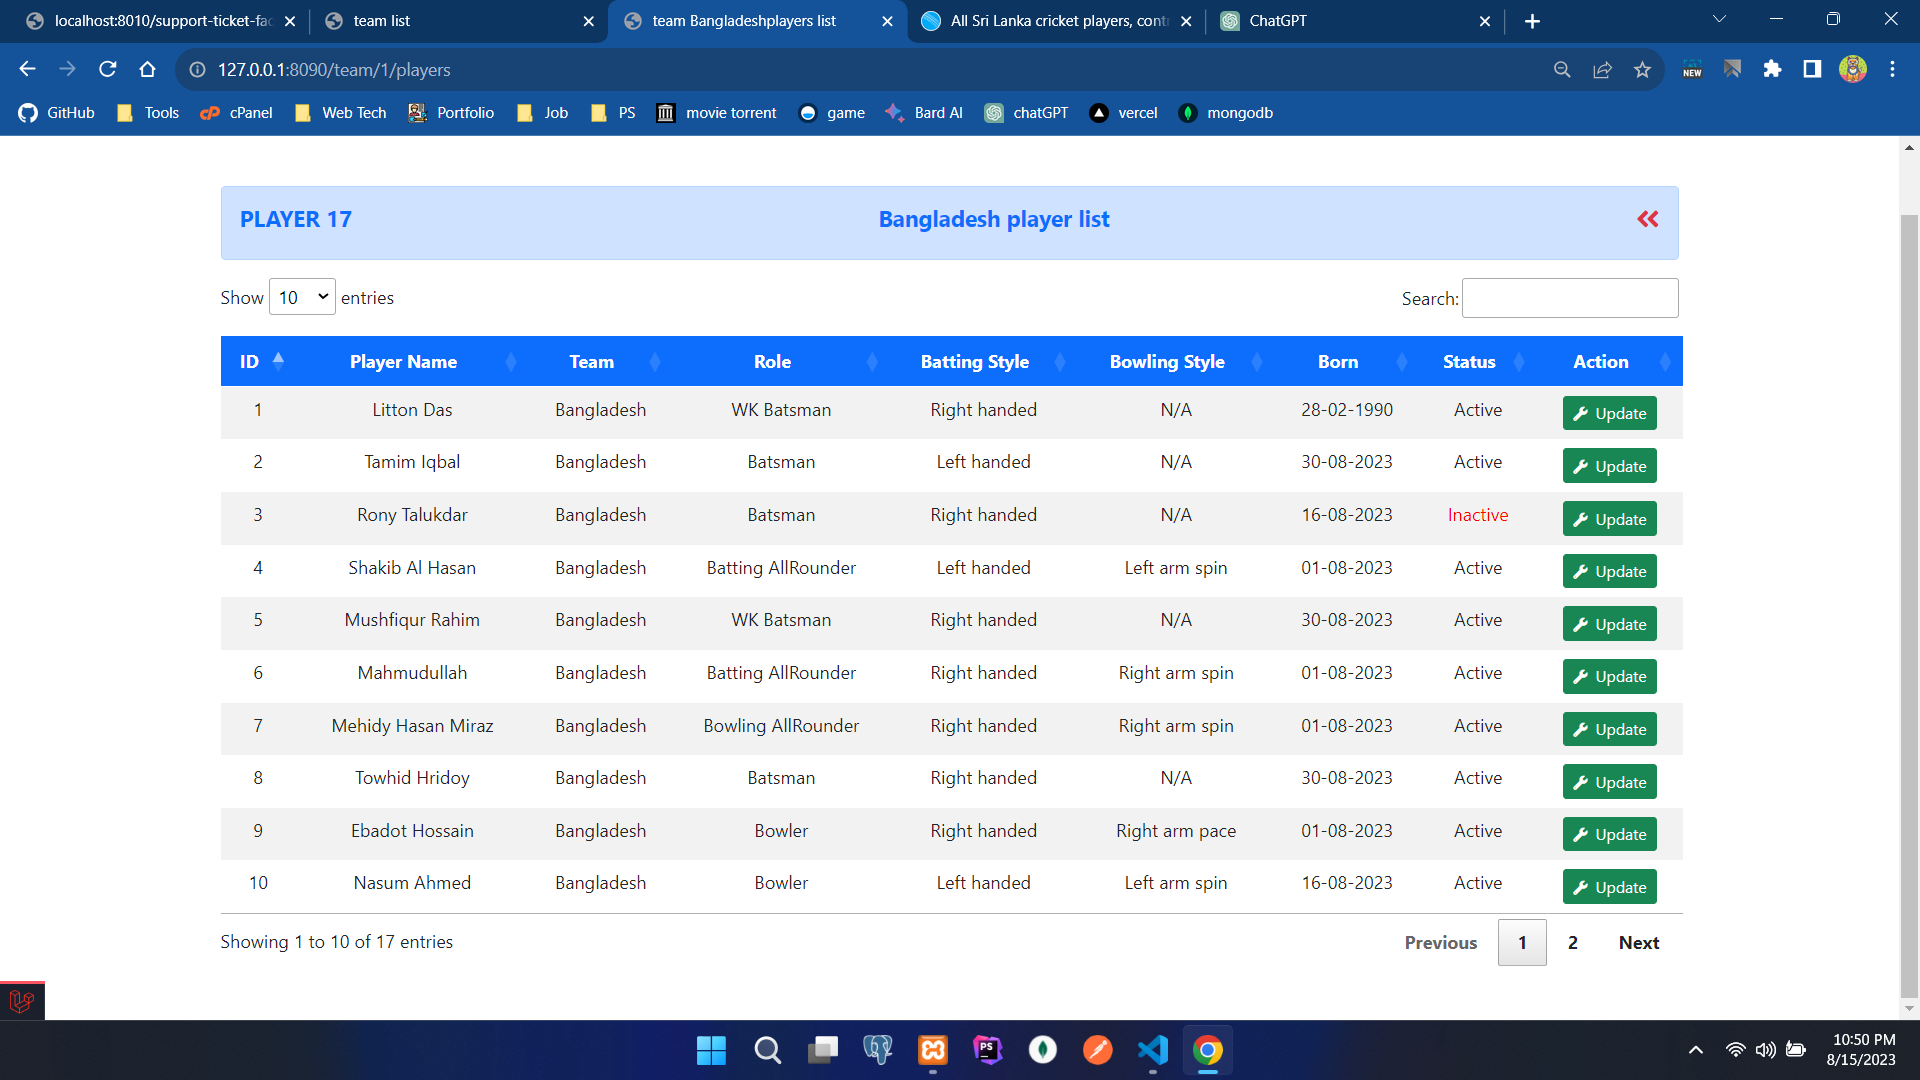 localhost:8010/support-ticket-fac
team list
team Bangladeshplayers list
All Sri Lanka cricket players, contr
ChatGPT
127.0.0.1:8090/team/1/players
NEW
GitHub Tools cPanel Web Tech Portfolio Job PS movie torrent game Bard AI chatGPT vercel mongodb
PLAYER 17 Bangladesh player list
Show 10 entries Search:
ID Player Name Team Role Batting Style Bowling Style Born Status Action
1 Litton Das Bangladesh WK Batsman Right handed N/A 28-02-1990 Active Update
2 Tamim Iqbal Bangladesh Batsman Left handed N/A 30-08-2023 Active Update
3 Rony Talukdar Bangladesh Batsman Right handed N/A 16-08-2023 Inactive Update
4 Shakib Al Hasan Bangladesh Batting AllRounder Left handed Left arm spin 01-08-2023 Active Update
5 Mushfiqur Rahim Bangladesh WK Batsman Right handed N/A 30-08-2023 Active Update
6 Mahmudullah Bangladesh Batting AllRounder Right handed Right arm spin 01-08-2023 Active Update
7 Mehidy Hasan Miraz Bangladesh Bowling AllRounder Right handed Right arm spin 01-08-2023 Active Update
8 Towhid Hridoy Bangladesh Batsman Right handed N/A 30-08-2023 Active Update
9 Ebadot Hossain Bangladesh Bowler Right handed Right arm pace 01-08-2023 Active Update
10 Nasum Ahmed Bangladesh Bowler Left handed Left arm spin 16-08-2023 Active Update
Showing 1 to 10 of 17 entries Previous 1 2 Next
PS
10:50 PM
8/15/2023